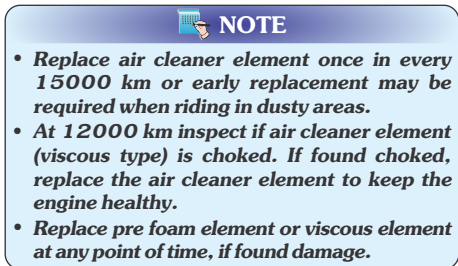 NOTE
• Replace air cleaner element once in every
15000 km or early replacement may be
required when riding in dusty areas.
• At 12000 km inspect if air cleaner element
(viscous type) is choked. If found choked,
replace the air cleaner element to keep the
engine healthy.
• Replace pre foam element or viscous element
at any point of time, if found damage.